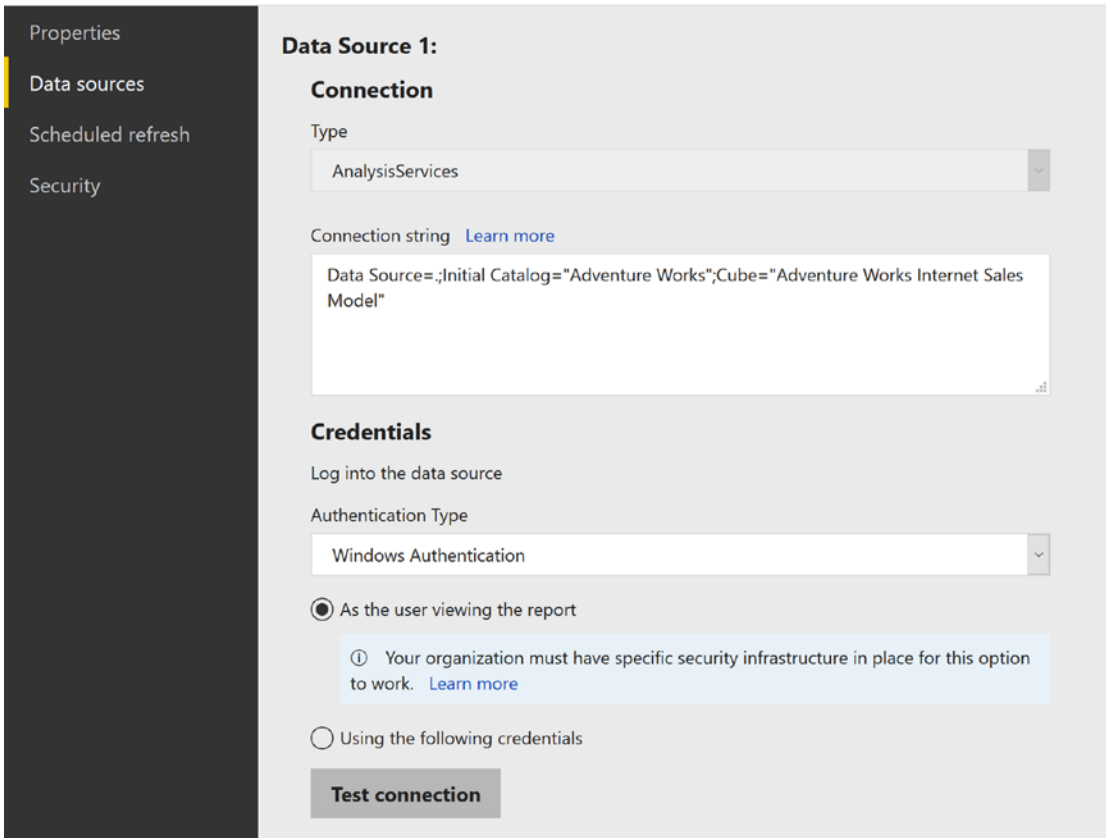 Properties
Data sources
Scheduled refresh
Security
Data Source 1:
Connection
Type
AnalysisServices
Connection string Learn more
Data Source=.;Initial Catalog="Adventure Works";Cube="Adventure Works Internet Sales
Model"
Credentials
Log into the data source
Authentication Type
Windows Authentication
As the user viewing the report
Your organization must have specific security infrastructure in place for this option
to work. Learn more
Using the following credentials
Test connection